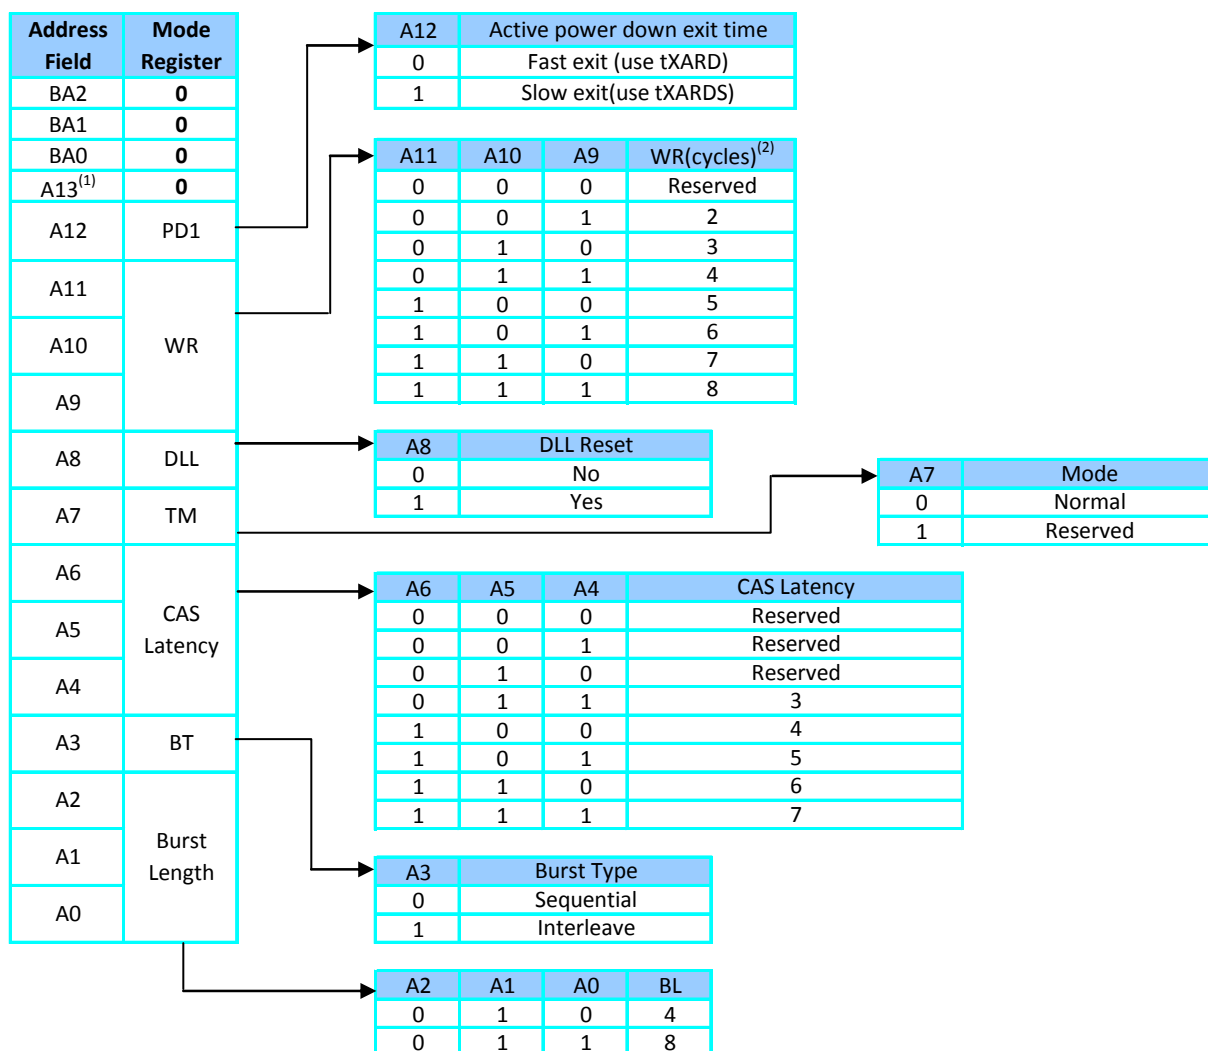 Address Field Mode Register
BA2 0
BA1 0
BA0 0
A13(1) 0
A12 PD1
A11
A10 WR
A9
A8 DLL
A7 TM
A6
A5 CAS Latency
A4
A3 BT
A2
A1 Burst Length
A0
A12 Active power down exit time
0 Fast exit (use tXARD)
1 Slow exit(use tXARDS)
A11 A10 A9 WR(cycles)(2)
0 0 0 Reserved
0 0 1 2
0 1 0 3
0 1 1 4
1 0 0 5
1 0 1 6
1 1 0 7
1 1 1 8
A8 DLL Reset
0 No
1 Yes
A7 Mode
0 Normal
1 Reserved
A6 A5 A4 CAS Latency
0 0 0 Reserved
0 0 1 Reserved
0 1 0 Reserved
0 1 1 3
1 0 0 4
1 0 1 5
1 1 0 6
1 1 1 7
A3 Burst Type
0 Sequential
1 Interleave
A2 A1 A0 BL
0 1 0 4
0 1 1 8